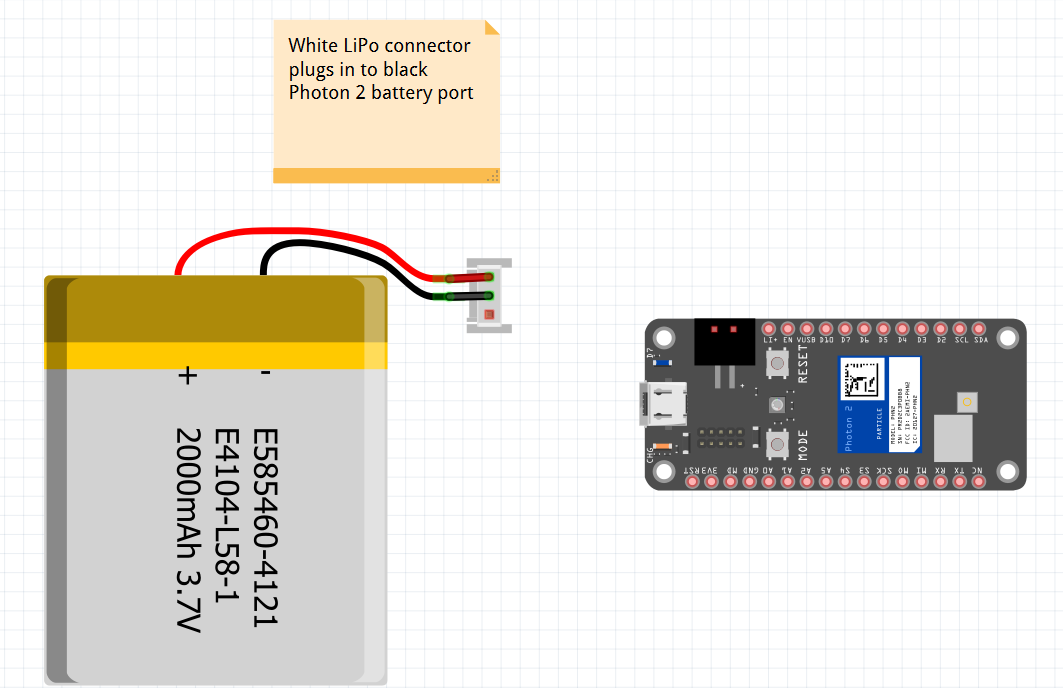 White LiPo connector
plugs in to black
Photon 2 battery port
+ -
E585460-4121
E4104-L58-1
2000mAh 3.7V
LI+ EN VUSB D10 D7 D6 D5 D4 D3 D2 SCL SDA
D7
+
RESET
MODE
CHG
Photon 2
PARTICLE
RST 3V3 MD GND A0 A1 A2 A5 S4 S3 SCK MO MI RX TX NC